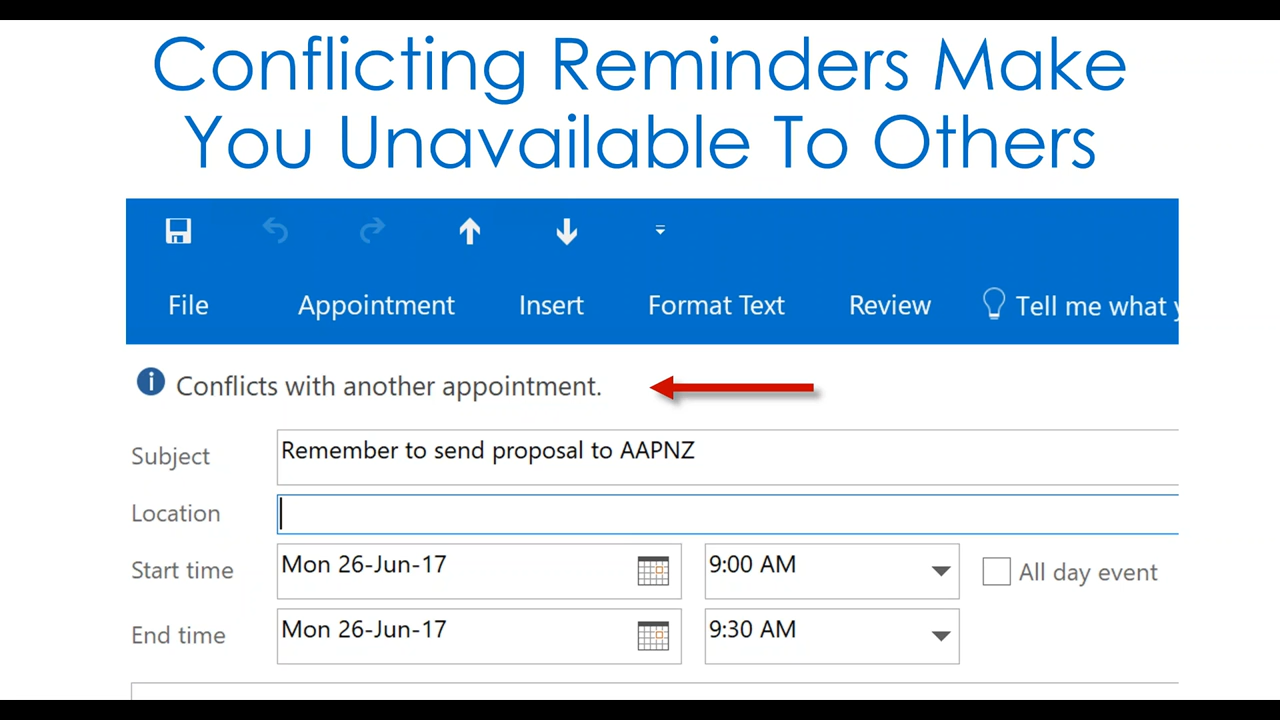 Conflicting Reminders Make
You Unavailable To Others
File Appointment Insert Format Text Review Tell me what
Conflicts with another appointment.
Subject Remember to send proposal to AAPNZ
Location
Start time Mon 26-Jun-17 9:00 AM All day event
End time Mon 26-Jun-17 9:30 AM